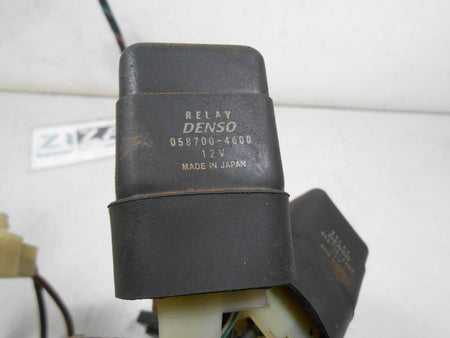 RELAY
DENSO
058700-4600
12V
MADE IN JAPAN